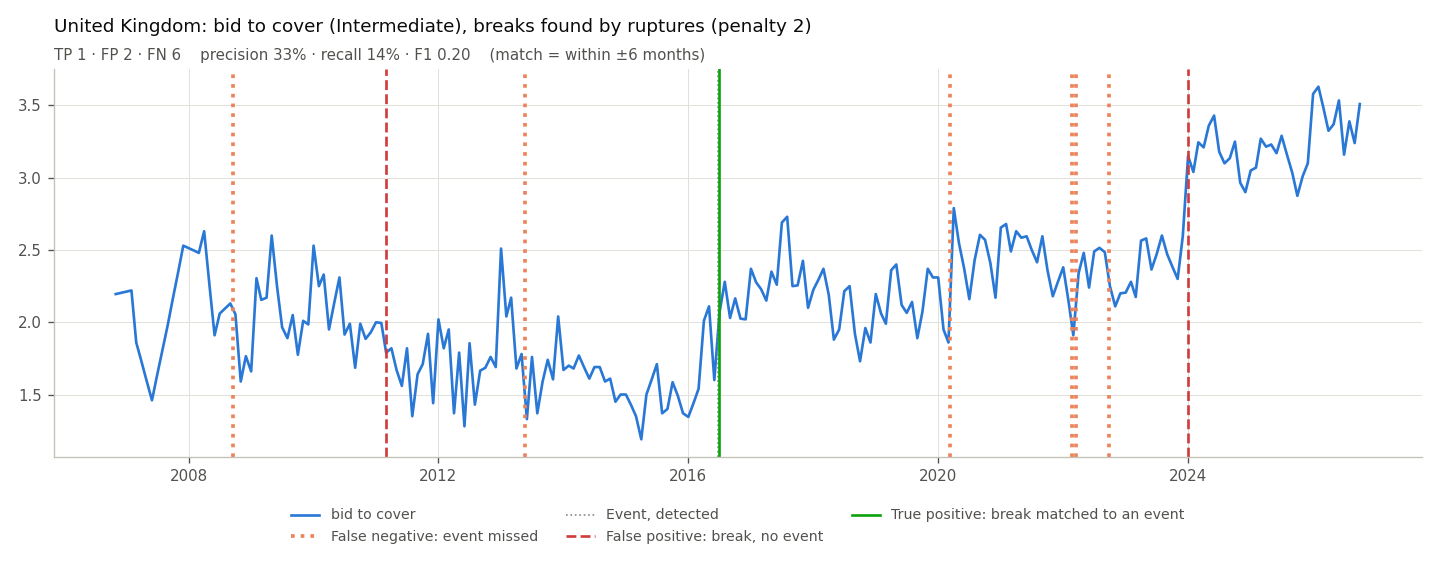 United Kingdom: bid to cover (Intermediate), breaks found by ruptures (penalty 2)
TP 1 · FP 2 · FN 6    precision 33% · recall 14% · F1 0.20    (match = within ±6 months)
3.5
3.0
2.5
2.0
1.5
2008 2012 2016 2020 2024
bid to cover
Event, detected
True positive: break matched to an event
False negative: event missed
False positive: break, no event